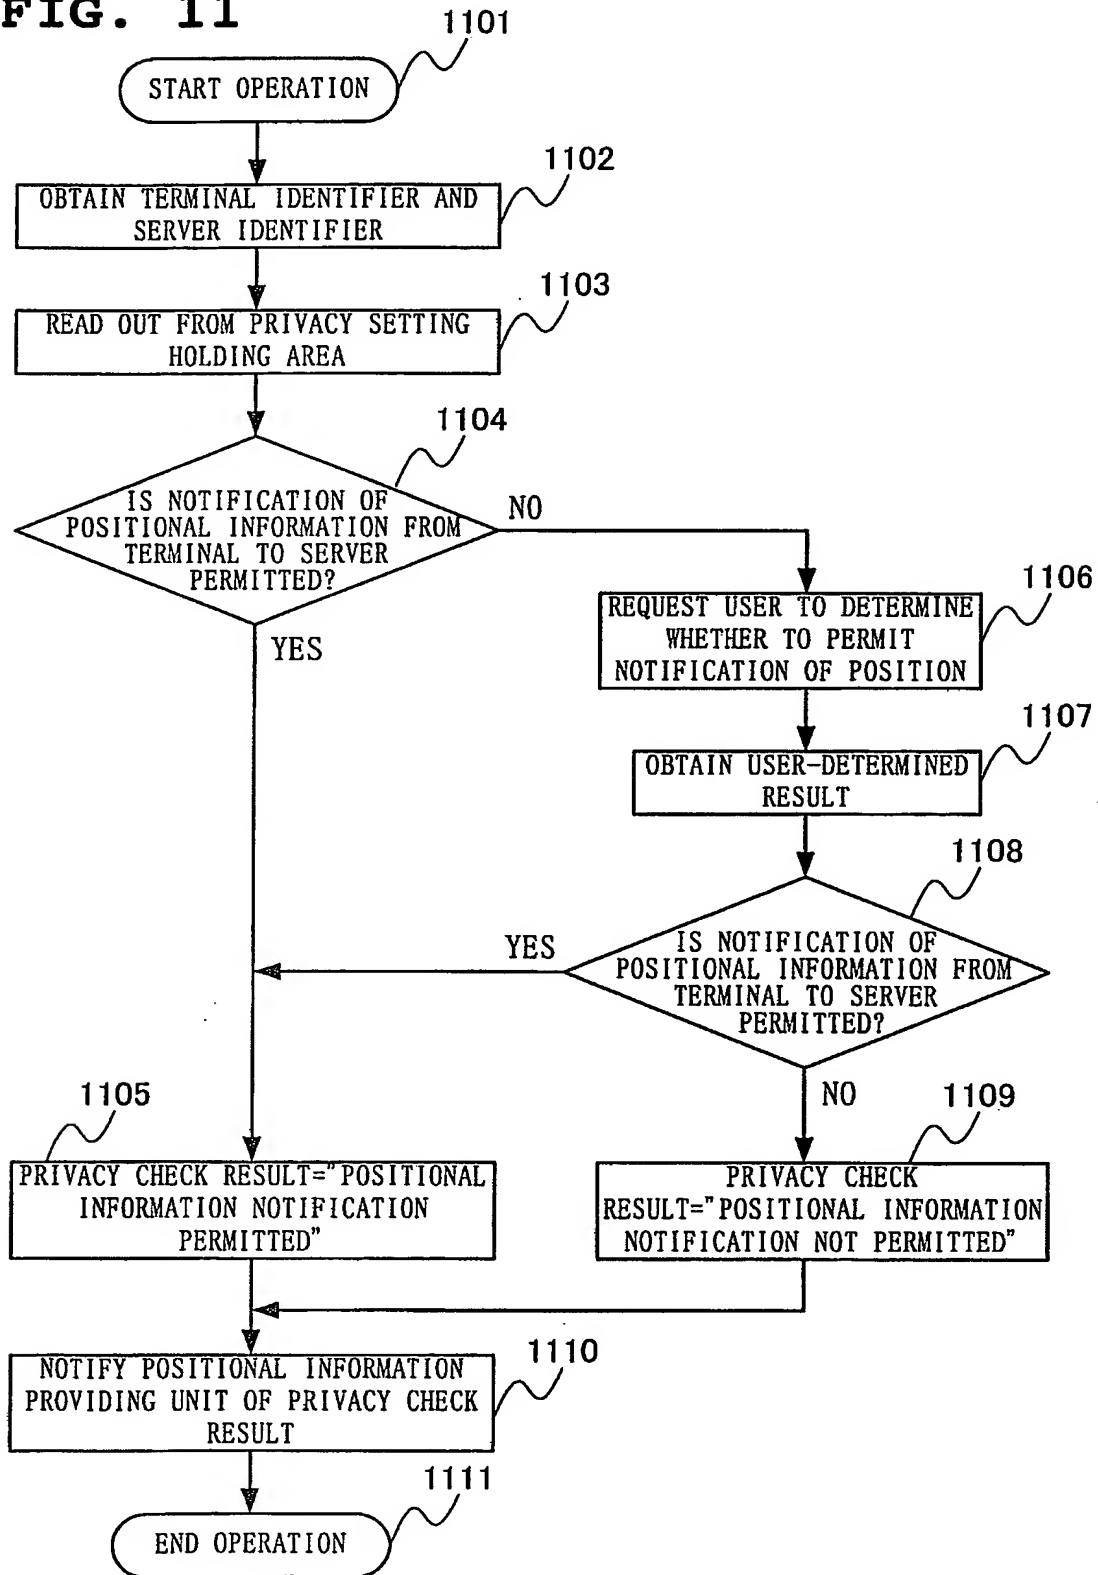 FIG. 11
1101
START OPERATION
1102
OBTAIN TERMINAL IDENTIFIER AND
SERVER IDENTIFIER
1103
READ OUT FROM PRIVACY SETTING
HOLDING AREA
1104
IS NOTIFICATION OF
POSITIONAL INFORMATION FROM
TERMINAL TO SERVER
PERMITTED?
NO
YES
1106
REQUEST USER TO DETERMINE
WHETHER TO PERMIT
NOTIFICATION OF POSITION
1107
OBTAIN USER-DETERMINED
RESULT
1108
IS NOTIFICATION OF
POSITIONAL INFORMATION FROM
TERMINAL TO SERVER
PERMITTED?
YES
NO
1105
PRIVACY CHECK RESULT="POSITIONAL
INFORMATION NOTIFICATION
PERMITTED"
1109
PRIVACY CHECK
RESULT="POSITIONAL INFORMATION
NOTIFICATION NOT PERMITTED"
1110
NOTIFY POSITIONAL INFORMATION
PROVIDING UNIT OF PRIVACY CHECK
RESULT
1111
END OPERATION